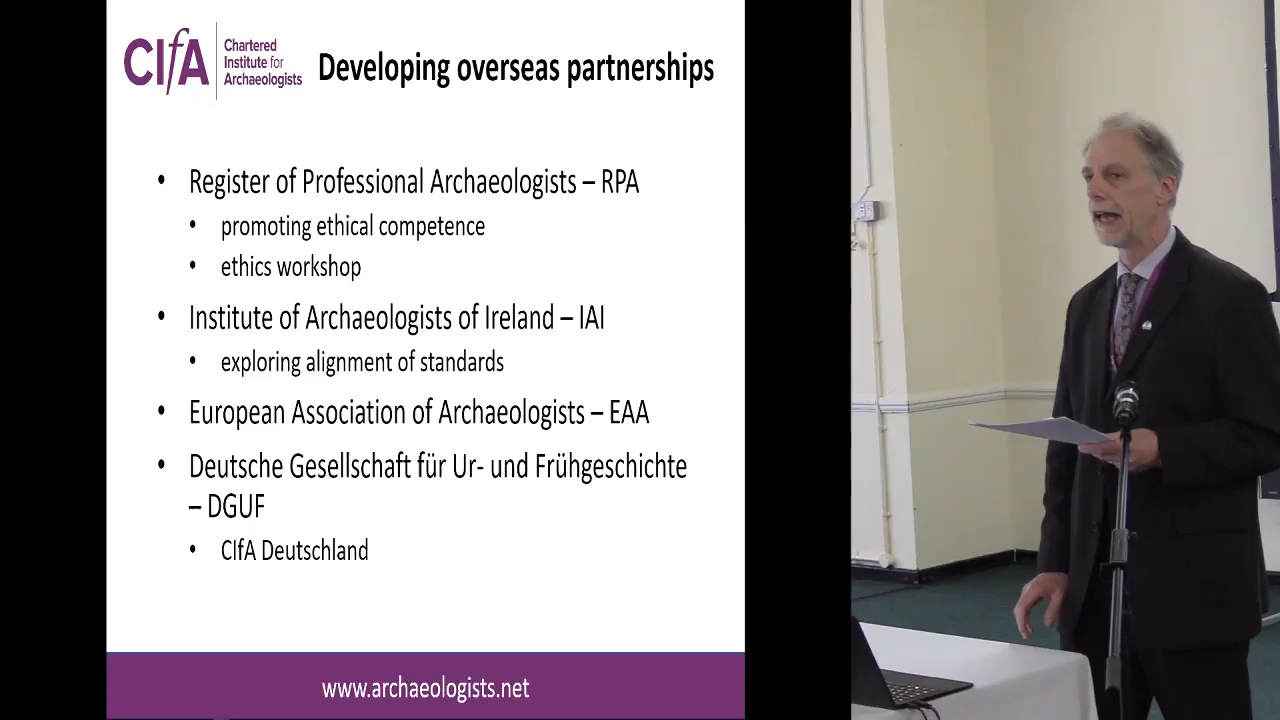 CIfA
Chartered
Institute for
Archaeologists
Developing overseas partnerships
• Register of Professional Archaeologists – RPA
• promoting ethical competence
• ethics workshop
• Institute of Archaeologists of Ireland – IAI
• exploring alignment of standards
• European Association of Archaeologists – EAA
• Deutsche Gesellschaft für Ur- und Frühgeschichte
– DGUF
• CIfA Deutschland
www.archaeologists.net